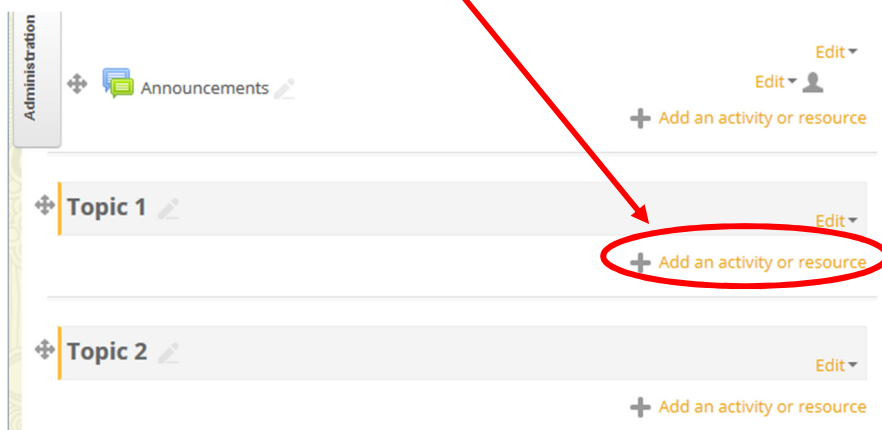 Administration
Edit
Announcements
Edit
Add an activity or resource
Topic 1
Edit
Add an activity or resource
Topic 2
Edit
Add an activity or resource